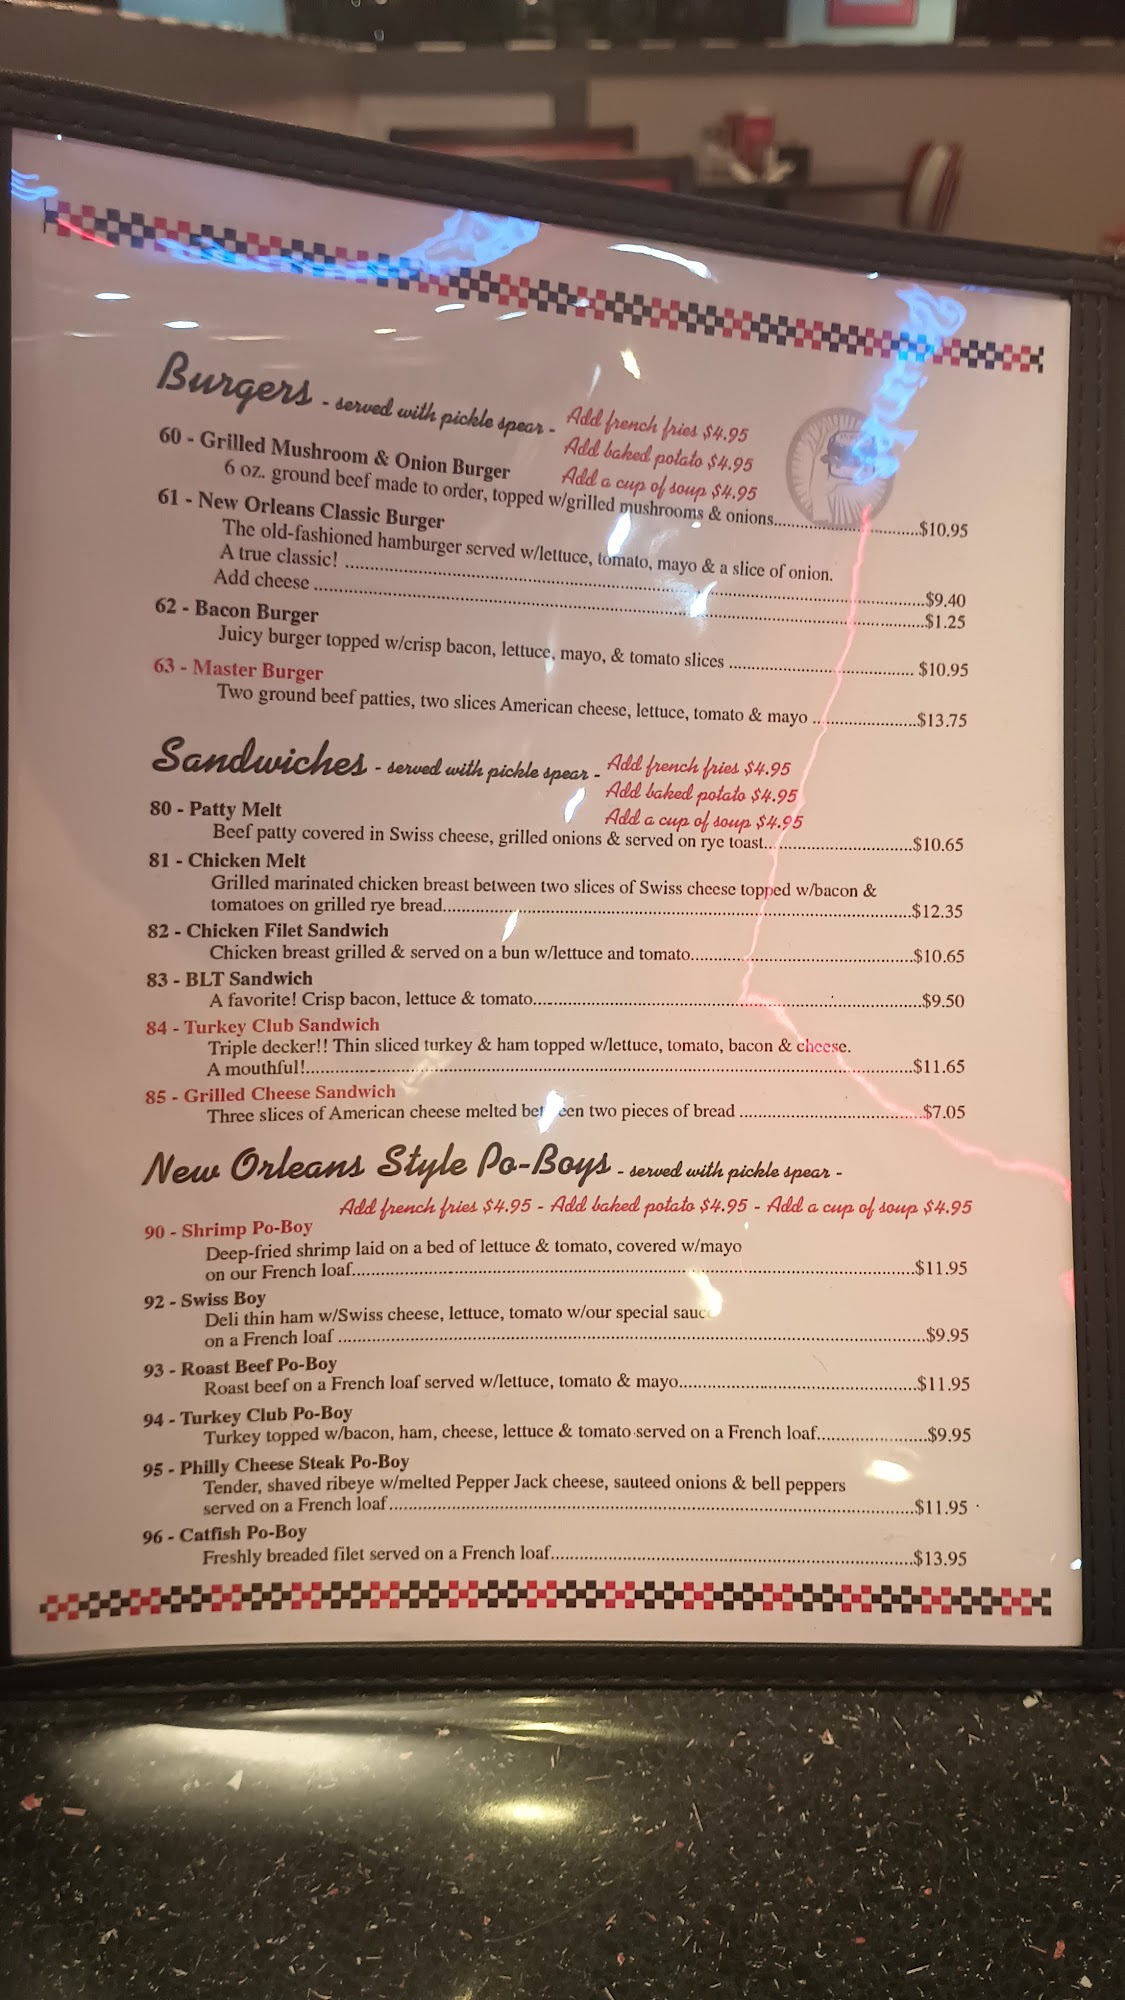 Burgers - served with pickle spear -
Add french fries $4.95
Add baked potato $4.95
Add a cup of soup $4.95
60 - Grilled Mushroom & Onion Burger
6 oz. ground beef made to order, topped w/grilled mushrooms & onions..............................$10.95
61 - New Orleans Classic Burger
The old-fashioned hamburger served w/lettuce, tomato, mayo & a slice of onion.
A true classic! ..............................$9.40
Add cheese ..............................$1.25
62 - Bacon Burger
Juicy burger topped w/crisp bacon, lettuce, mayo, & tomato slices .............................. $10.95
63 - Master Burger
Two ground beef patties, two slices American cheese, lettuce, tomato & mayo ......................$13.75
Sandwiches - served with pickle spear -
Add french fries $4.95
Add baked potato $4.95
Add a cup of soup $4.95
80 - Patty Melt
Beef patty covered in Swiss cheese, grilled onions & served on rye toast..............................$10.65
81 - Chicken Melt
Grilled marinated chicken breast between two slices of Swiss cheese topped w/bacon &
tomatoes on grilled rye bread..............................$12.35
82 - Chicken Filet Sandwich
Chicken breast grilled & served on a bun w/lettuce and tomato..............................$10.65
83 - BLT Sandwich
A favorite! Crisp bacon, lettuce & tomato..............................$9.50
84 - Turkey Club Sandwich
Triple decker!! Thin sliced turkey & ham topped w/lettuce, tomato, bacon & cheese.
A mouthful!..............................$11.65
85 - Grilled Cheese Sandwich
Three slices of American cheese melted between two pieces of bread ..............................$7.05
New Orleans Style Po-Boys - served with pickle spear -
Add french fries $4.95 - Add baked potato $4.95 - Add a cup of soup $4.95
90 - Shrimp Po-Boy
Deep-fried shrimp laid on a bed of lettuce & tomato, covered w/mayo
on our French loaf..............................$11.95
92 - Swiss Boy
Deli thin ham w/Swiss cheese, lettuce, tomato w/our special sauce
on a French loaf ..............................$9.95
93 - Roast Beef Po-Boy
Roast beef on a French loaf served w/lettuce, tomato & mayo..............................$11.95
94 - Turkey Club Po-Boy
Turkey topped w/bacon, ham, cheese, lettuce & tomato served on a French loaf......................$9.95
95 - Philly Cheese Steak Po-Boy
Tender, shaved ribeye w/melted Pepper Jack cheese, sauteed onions & bell peppers
served on a French loaf..............................$11.95
96 - Catfish Po-Boy
Freshly breaded filet served on a French loaf..............................$13.95